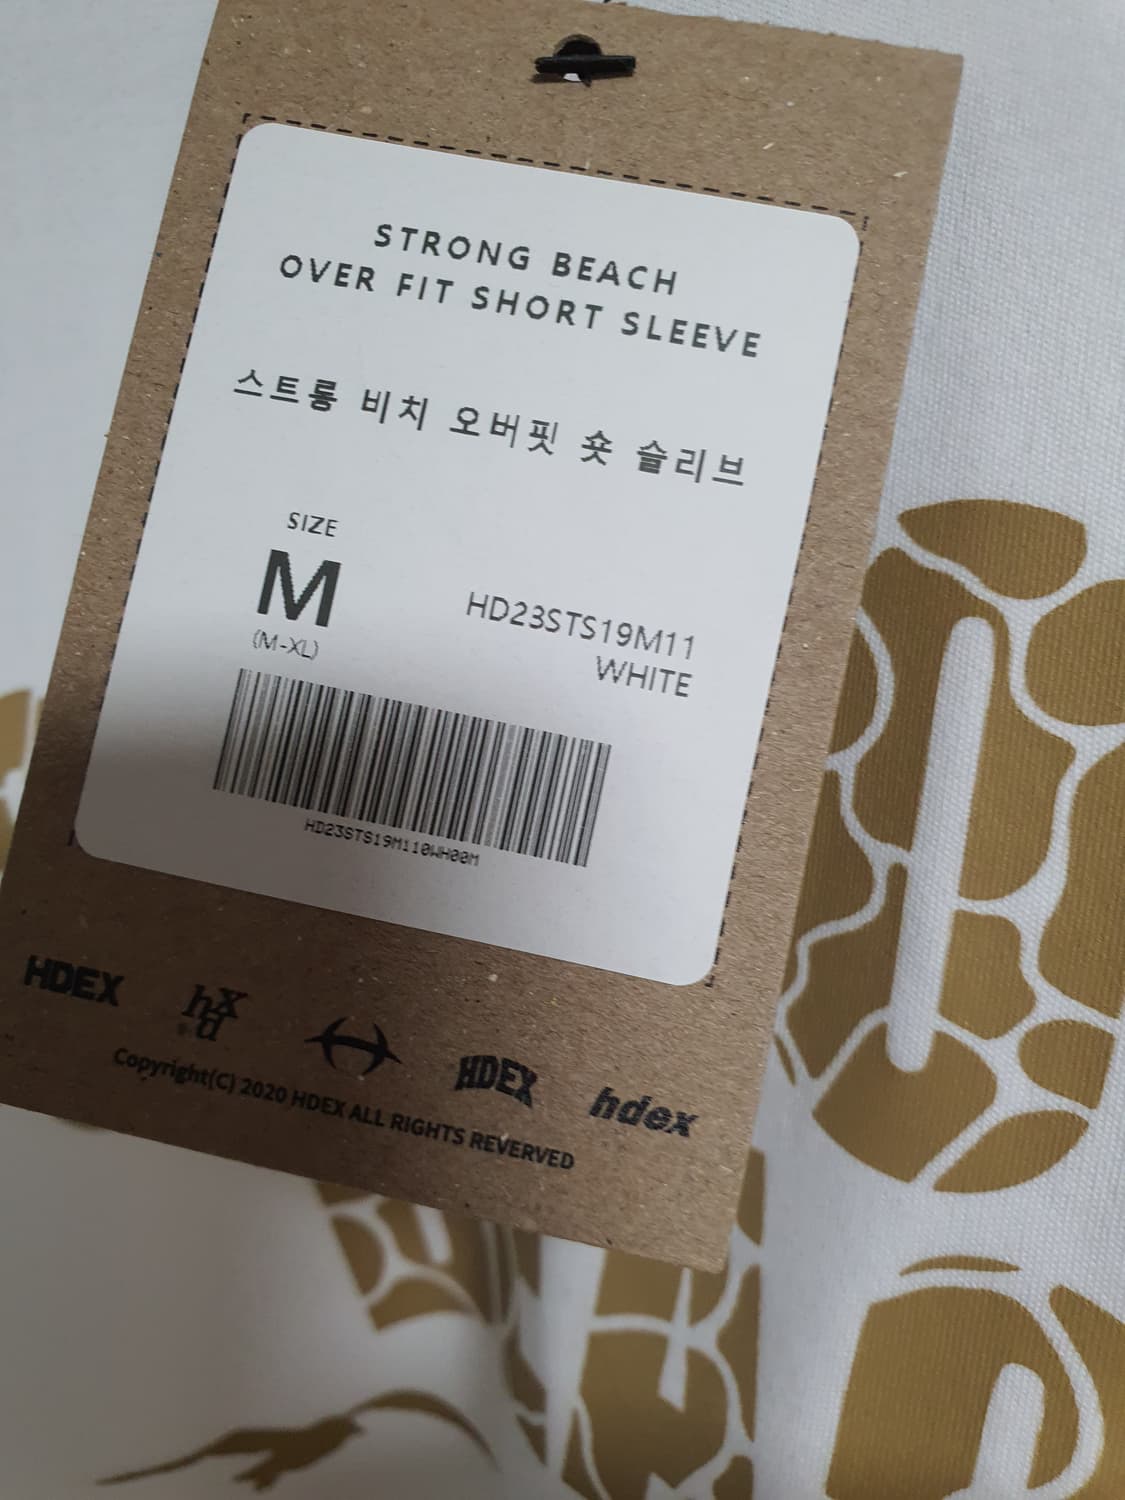 STRONG BEACH
OVER FIT SHORT SLEEVE
스트롱 비치 오버핏 숏 슬리브
SIZE
M
(M-XL)
HD23STS19M11
WHITE
HD23STS19M110WH00M
HDEX
hdex
HDEX
hdex
Copyright(C) 2020 HDEX ALL RIGHTS REVERVED